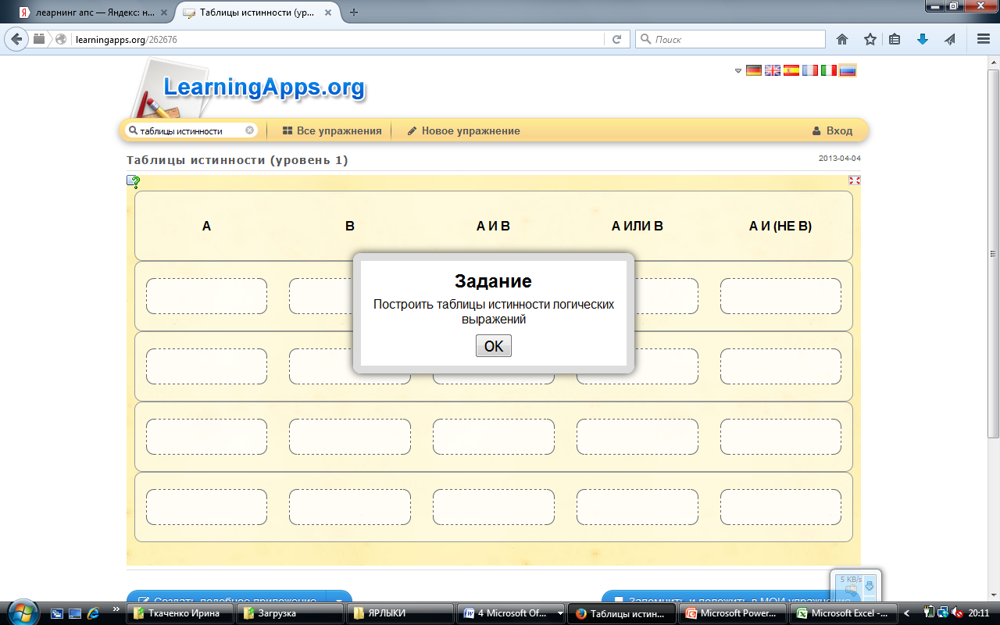 леарнинг апс — Яндекс: н...
Таблицы истинности (ур...
learningapps.org/262676
Поиск
LearningApps.org
таблицы истинности
Все упражнения
Новое упражнение
Вход
Таблицы истинности (уровень 1)
2013-04-04
A
B
А И В
А ИЛИ В
А И (НЕ В)
Задание
Построить таблицы истинности логических
выражений
OK
5 KB/s
Создать подобное приложение
Запомнить и положить в МОИ упражнения
Ткаченко Ирина
Загрузка
ЯРЛЫКИ
4 Microsoft Of...
Таблицы истин...
Microsoft Power...
Microsoft Excel -...
20:11